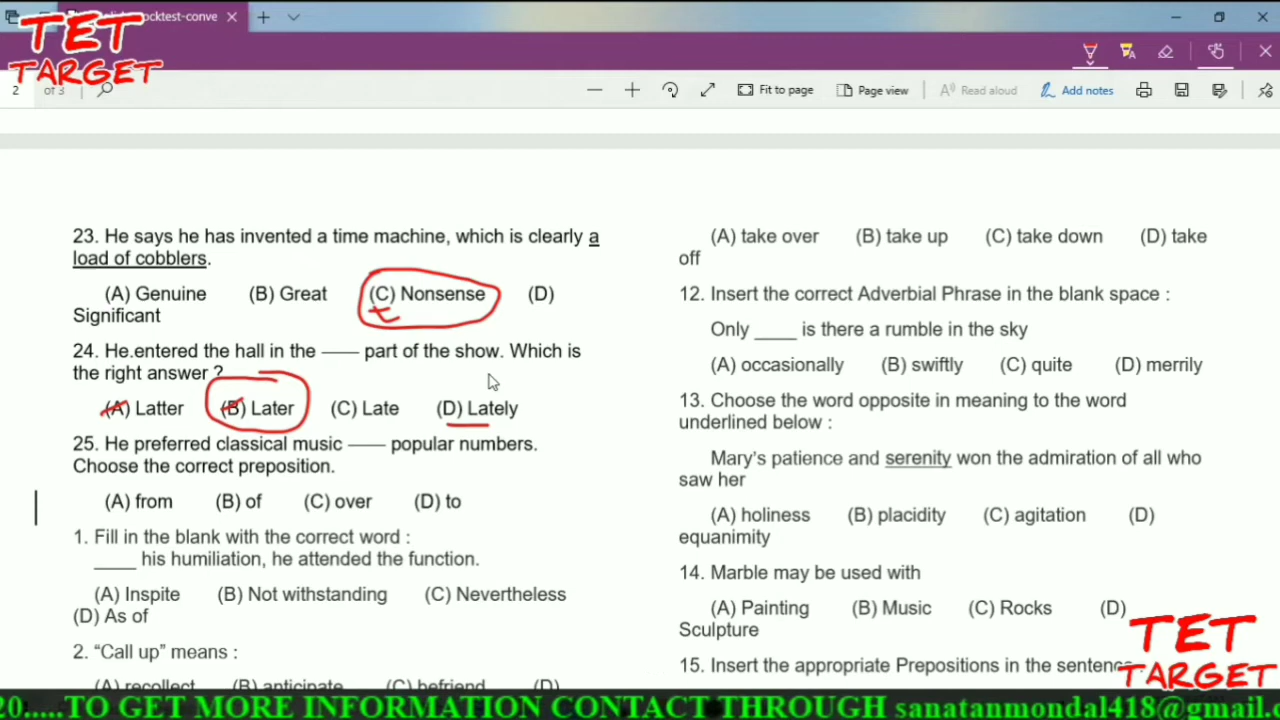 ocktest-conve
TET
TARGET
2 of 3
Fit to page
Page view
Read aloud
Add notes
23. He says he has invented a time machine, which is clearly a
load of cobblers.
(A) Genuine (B) Great (C) Nonsense (D)
Significant
24. He entered the hall in the —— part of the show. Which is
the right answer ?
(A) Latter (B) Later (C) Late (D) Lately
25. He preferred classical music —— popular numbers.
Choose the correct preposition.
(A) from (B) of (C) over (D) to
1. Fill in the blank with the correct word :
____ his humiliation, he attended the function.
(A) Inspite (B) Not withstanding (C) Nevertheless
(D) As of
2. “Call up” means :
(A) recollect (B) anticipate (C) befriend (D)
(A) take over (B) take up (C) take down (D) take
off
12. Insert the correct Adverbial Phrase in the blank space :
Only ____ is there a rumble in the sky
(A) occasionally (B) swiftly (C) quite (D) merrily
13. Choose the word opposite in meaning to the word
underlined below :
Mary’s patience and serenity won the admiration of all who
saw her
(A) holiness (B) placidity (C) agitation (D)
equanimity
14. Marble may be used with
(A) Painting (B) Music (C) Rocks (D)
Sculpture
15. Insert the appropriate Prepositions in the sentence
TET
TARGET
20.....TO GET MORE INFORMATION CONTACT THROUGH sanatanmondal418@gmail.c